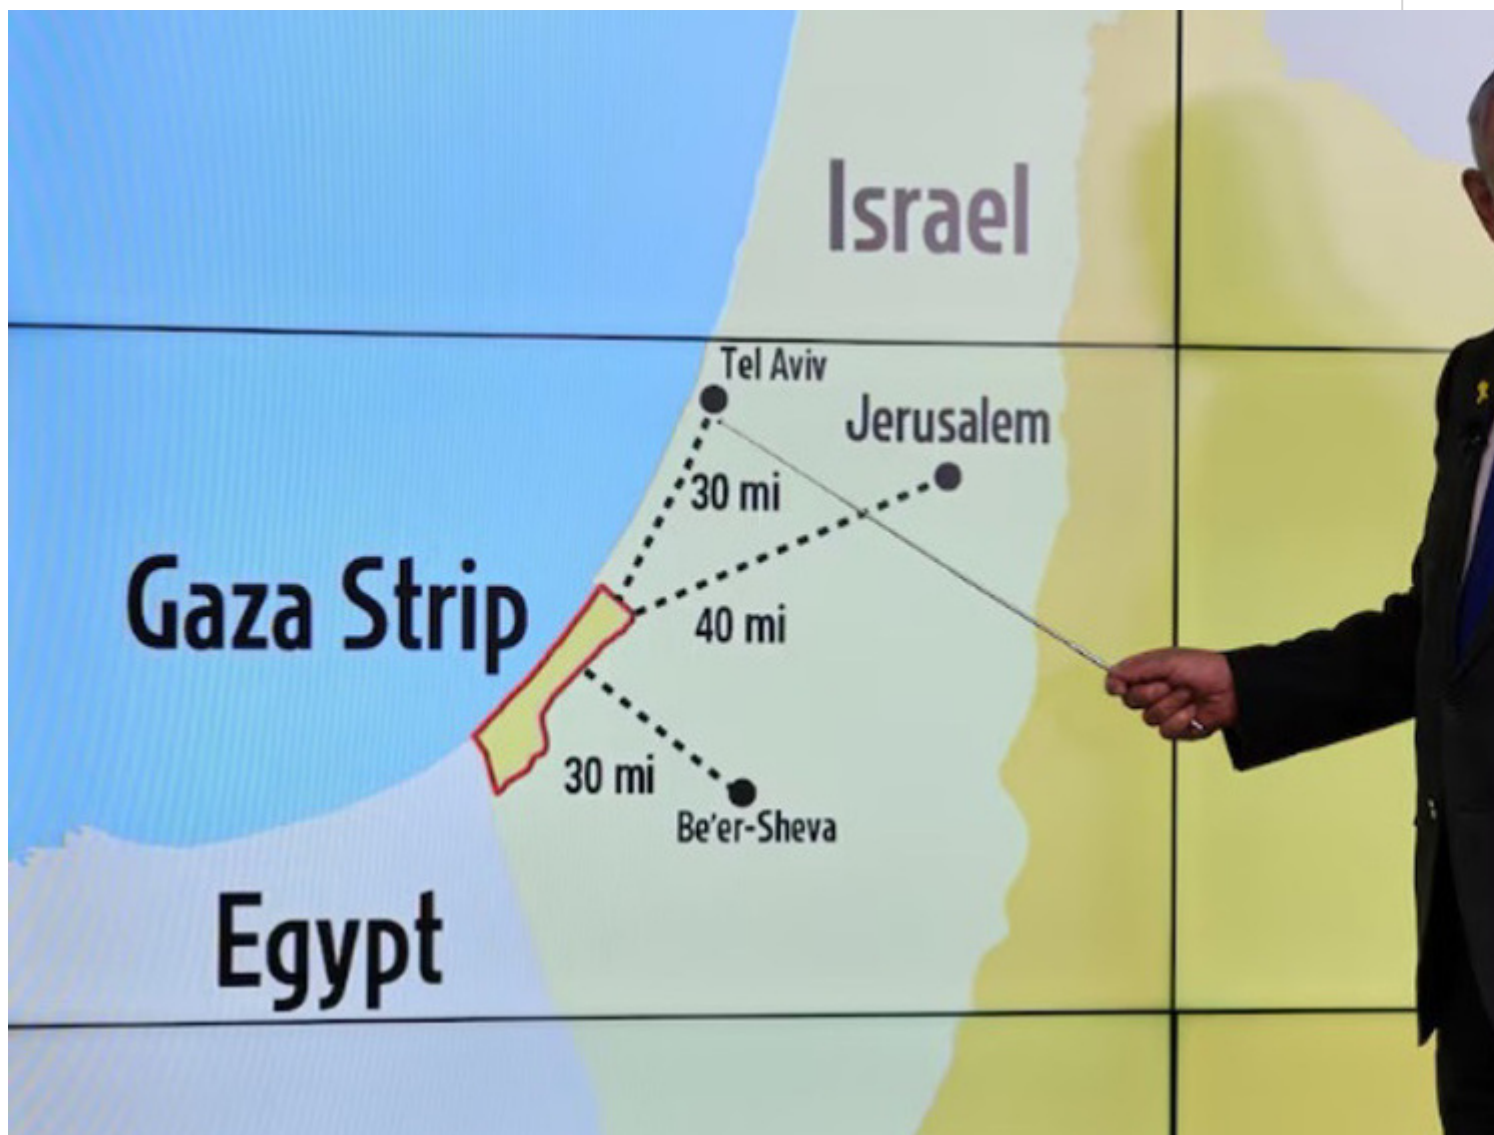 Israel
Tel Aviv
Jerusalem
30 mi
Gaza Strip
40 mi
30 mi
Be'er-Sheva
Egypt